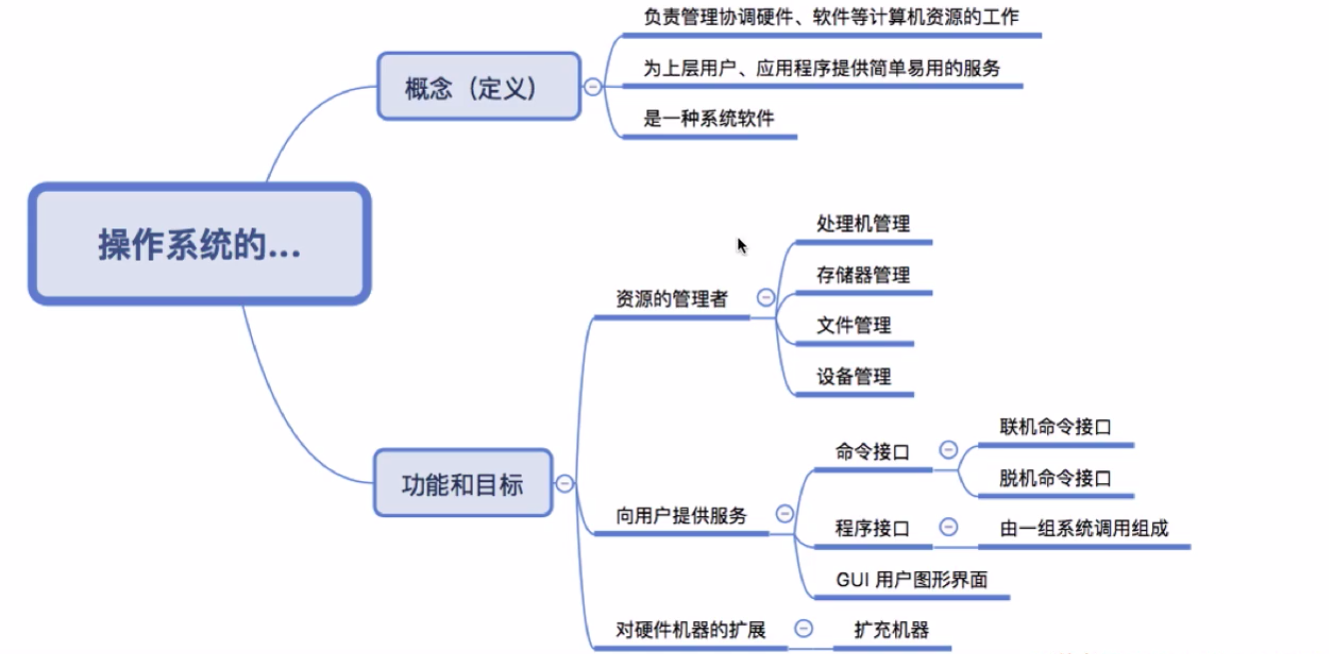 负责管理协调硬件、软件等计算机资源的工作
概念（定义）
为上层用户、应用程序提供简单易用的服务
是一种系统软件
操作系统的...
处理机管理
存储器管理
资源的管理者
文件管理
设备管理
联机命令接口
命令接口
脱机命令接口
功能和目标
向用户提供服务
程序接口
由一组系统调用组成
GUI 用户图形界面
对硬件机器的扩展
扩充机器